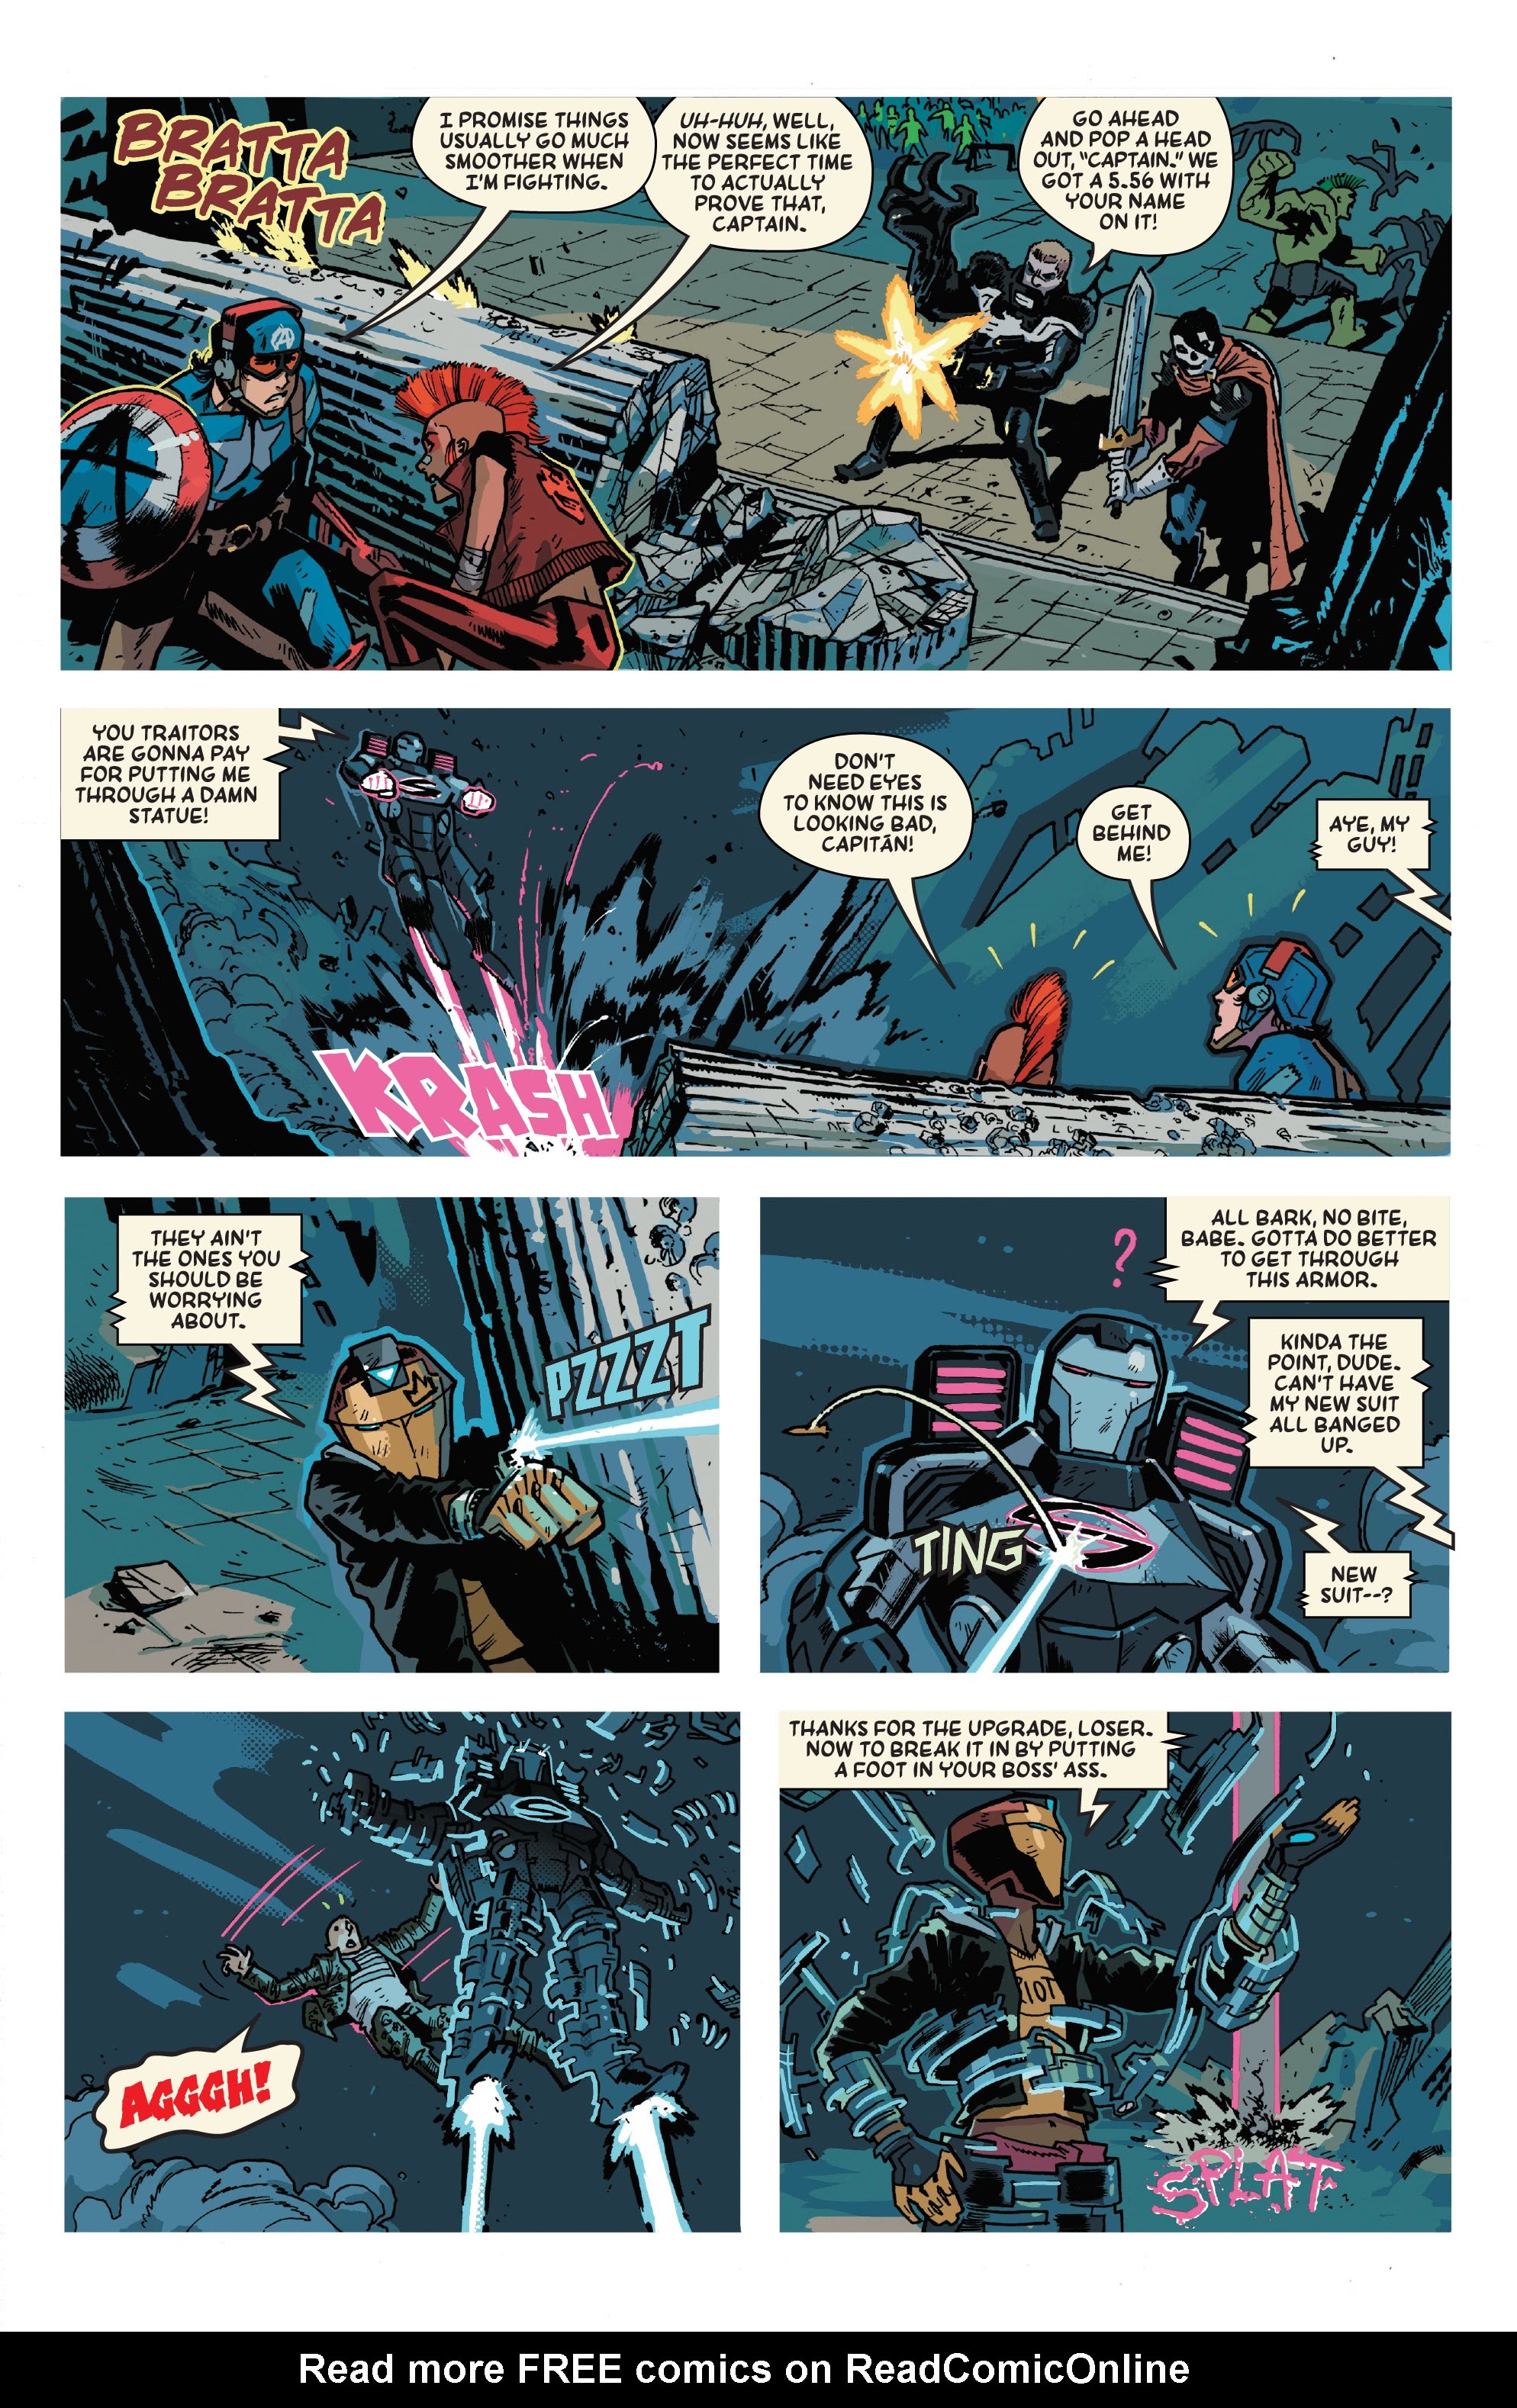 BRATTA
BRATTA
I PROMISE THINGS
USUALLY GO MUCH
SMOOTHER WHEN
I'M FIGHTING.
UH-HUH, WELL,
NOW SEEMS LIKE
THE PERFECT TIME
TO ACTUALLY
PROVE THAT,
CAPTAIN.
GO AHEAD
AND POP A HEAD
OUT, "CAPTAIN." WE
GOT A 5.56 WITH
YOUR NAME
ON IT!
A
A
YOU TRAITORS
ARE GONNA PAY
FOR PUTTING ME
THROUGH A DAMN
STATUE!
DON'T
NEED EYES
TO KNOW THIS IS
LOOKING BAD,
CAPITÁN!
GET
BEHIND
ME!
AYE, MY
GUY!
KRASH
THEY AIN'T
THE ONES YOU
SHOULD BE
WORRYING
ABOUT.
PZZZT
?
ALL BARK, NO BITE,
BABE. GOTTA DO BETTER
TO GET THROUGH
THIS ARMOR.
KINDA THE
POINT, DUDE.
CAN'T HAVE
MY NEW SUIT
ALL BANGED
UP.
TING
NEW
SUIT--?
AGGGH!
THANKS FOR THE UPGRADE, LOSER.
NOW TO BREAK IT IN BY PUTTING
A FOOT IN YOUR BOSS' ASS.
RIOT
SPLAT
Read more FREE comics on ReadComicOnline